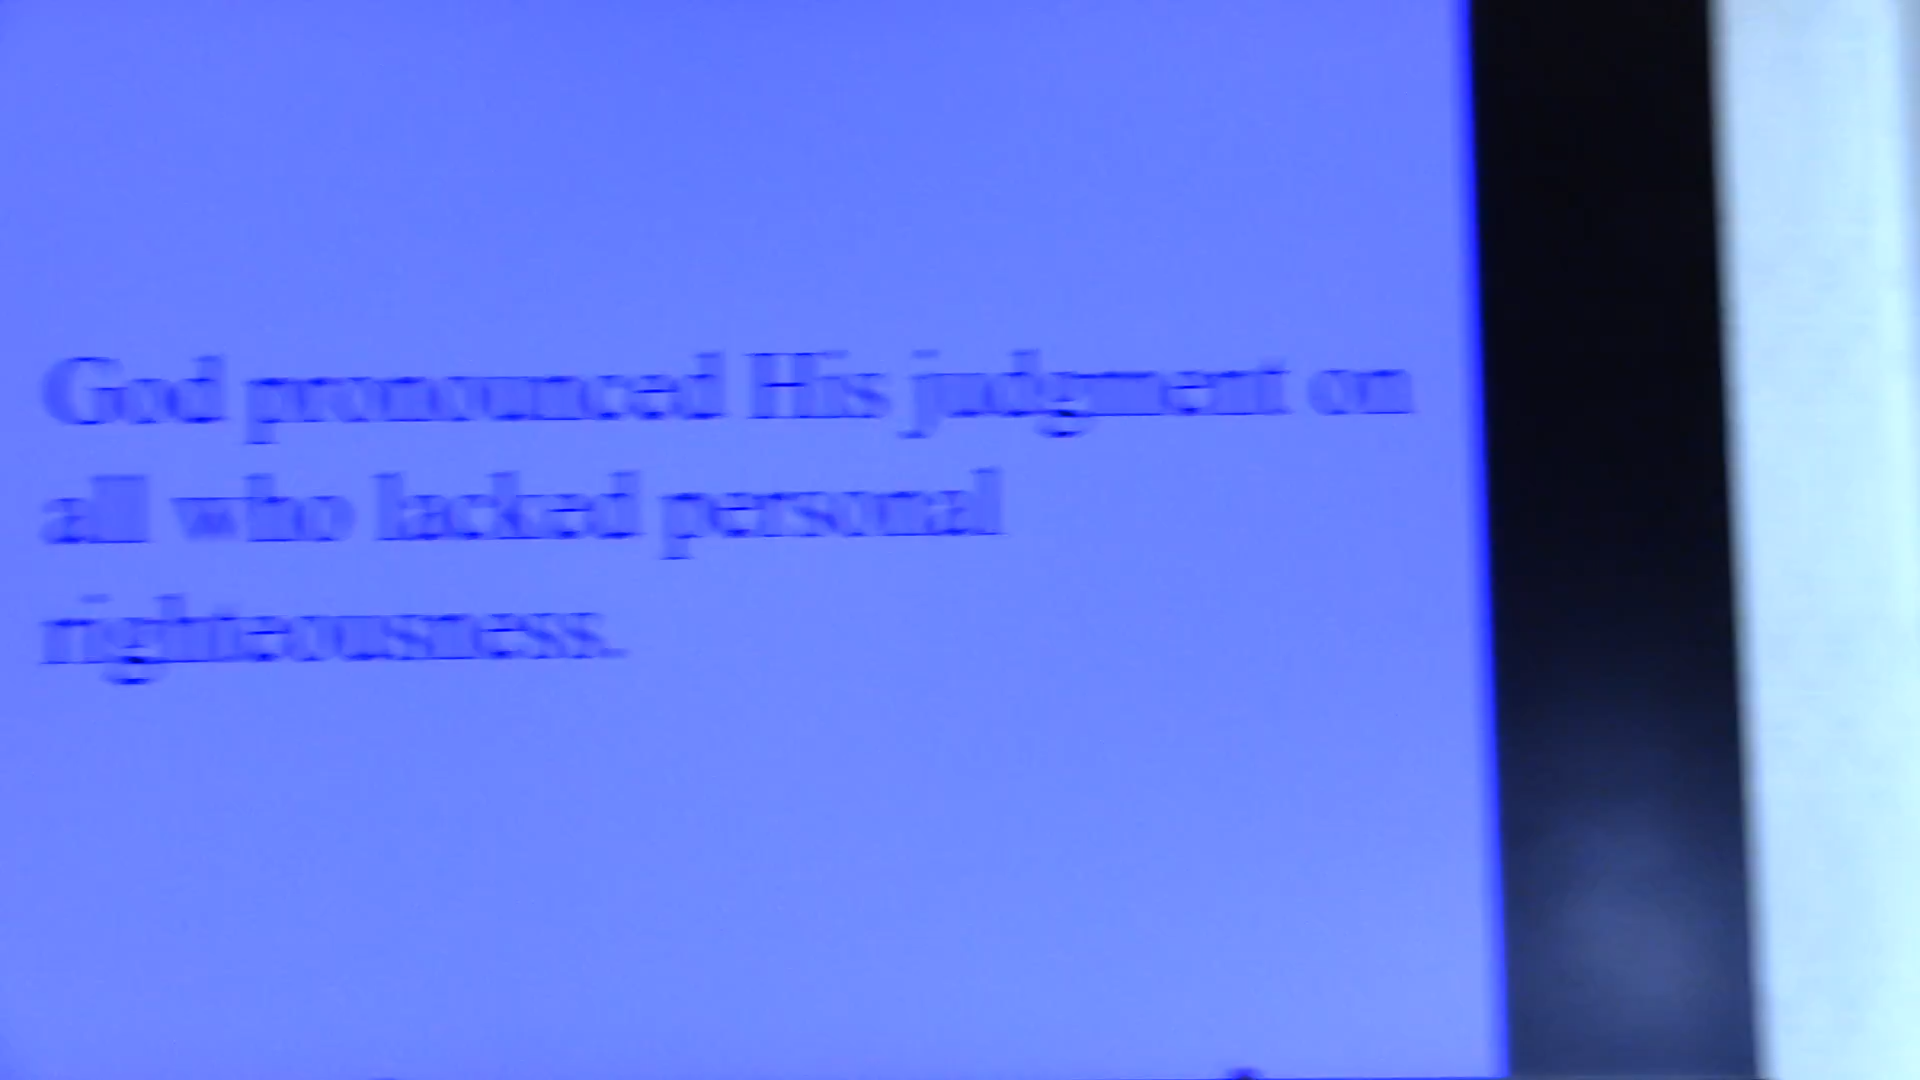 God pronounced His judgment on
all who lacked personal
righteousness.